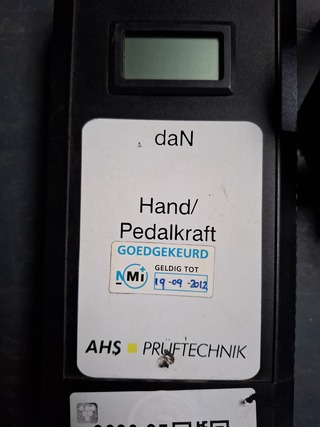 daN
Hand/
Pedalkraft
GOEDGEKEURD
NMi
GELDIG TOT
19-09-2012
AHS PRÜFTECHNIK